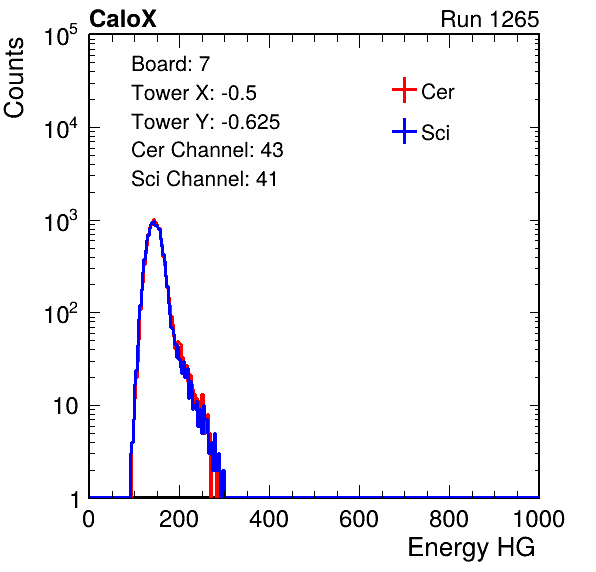 CaloX Run 1265
Counts
10^5
10^4
10^3
10^2
10
1
Board: 7
Tower X: -0.5
Tower Y: -0.625
Cer Channel: 43
Sci Channel: 41
Cer
Sci
0 200 400 600 800 1000
Energy HG